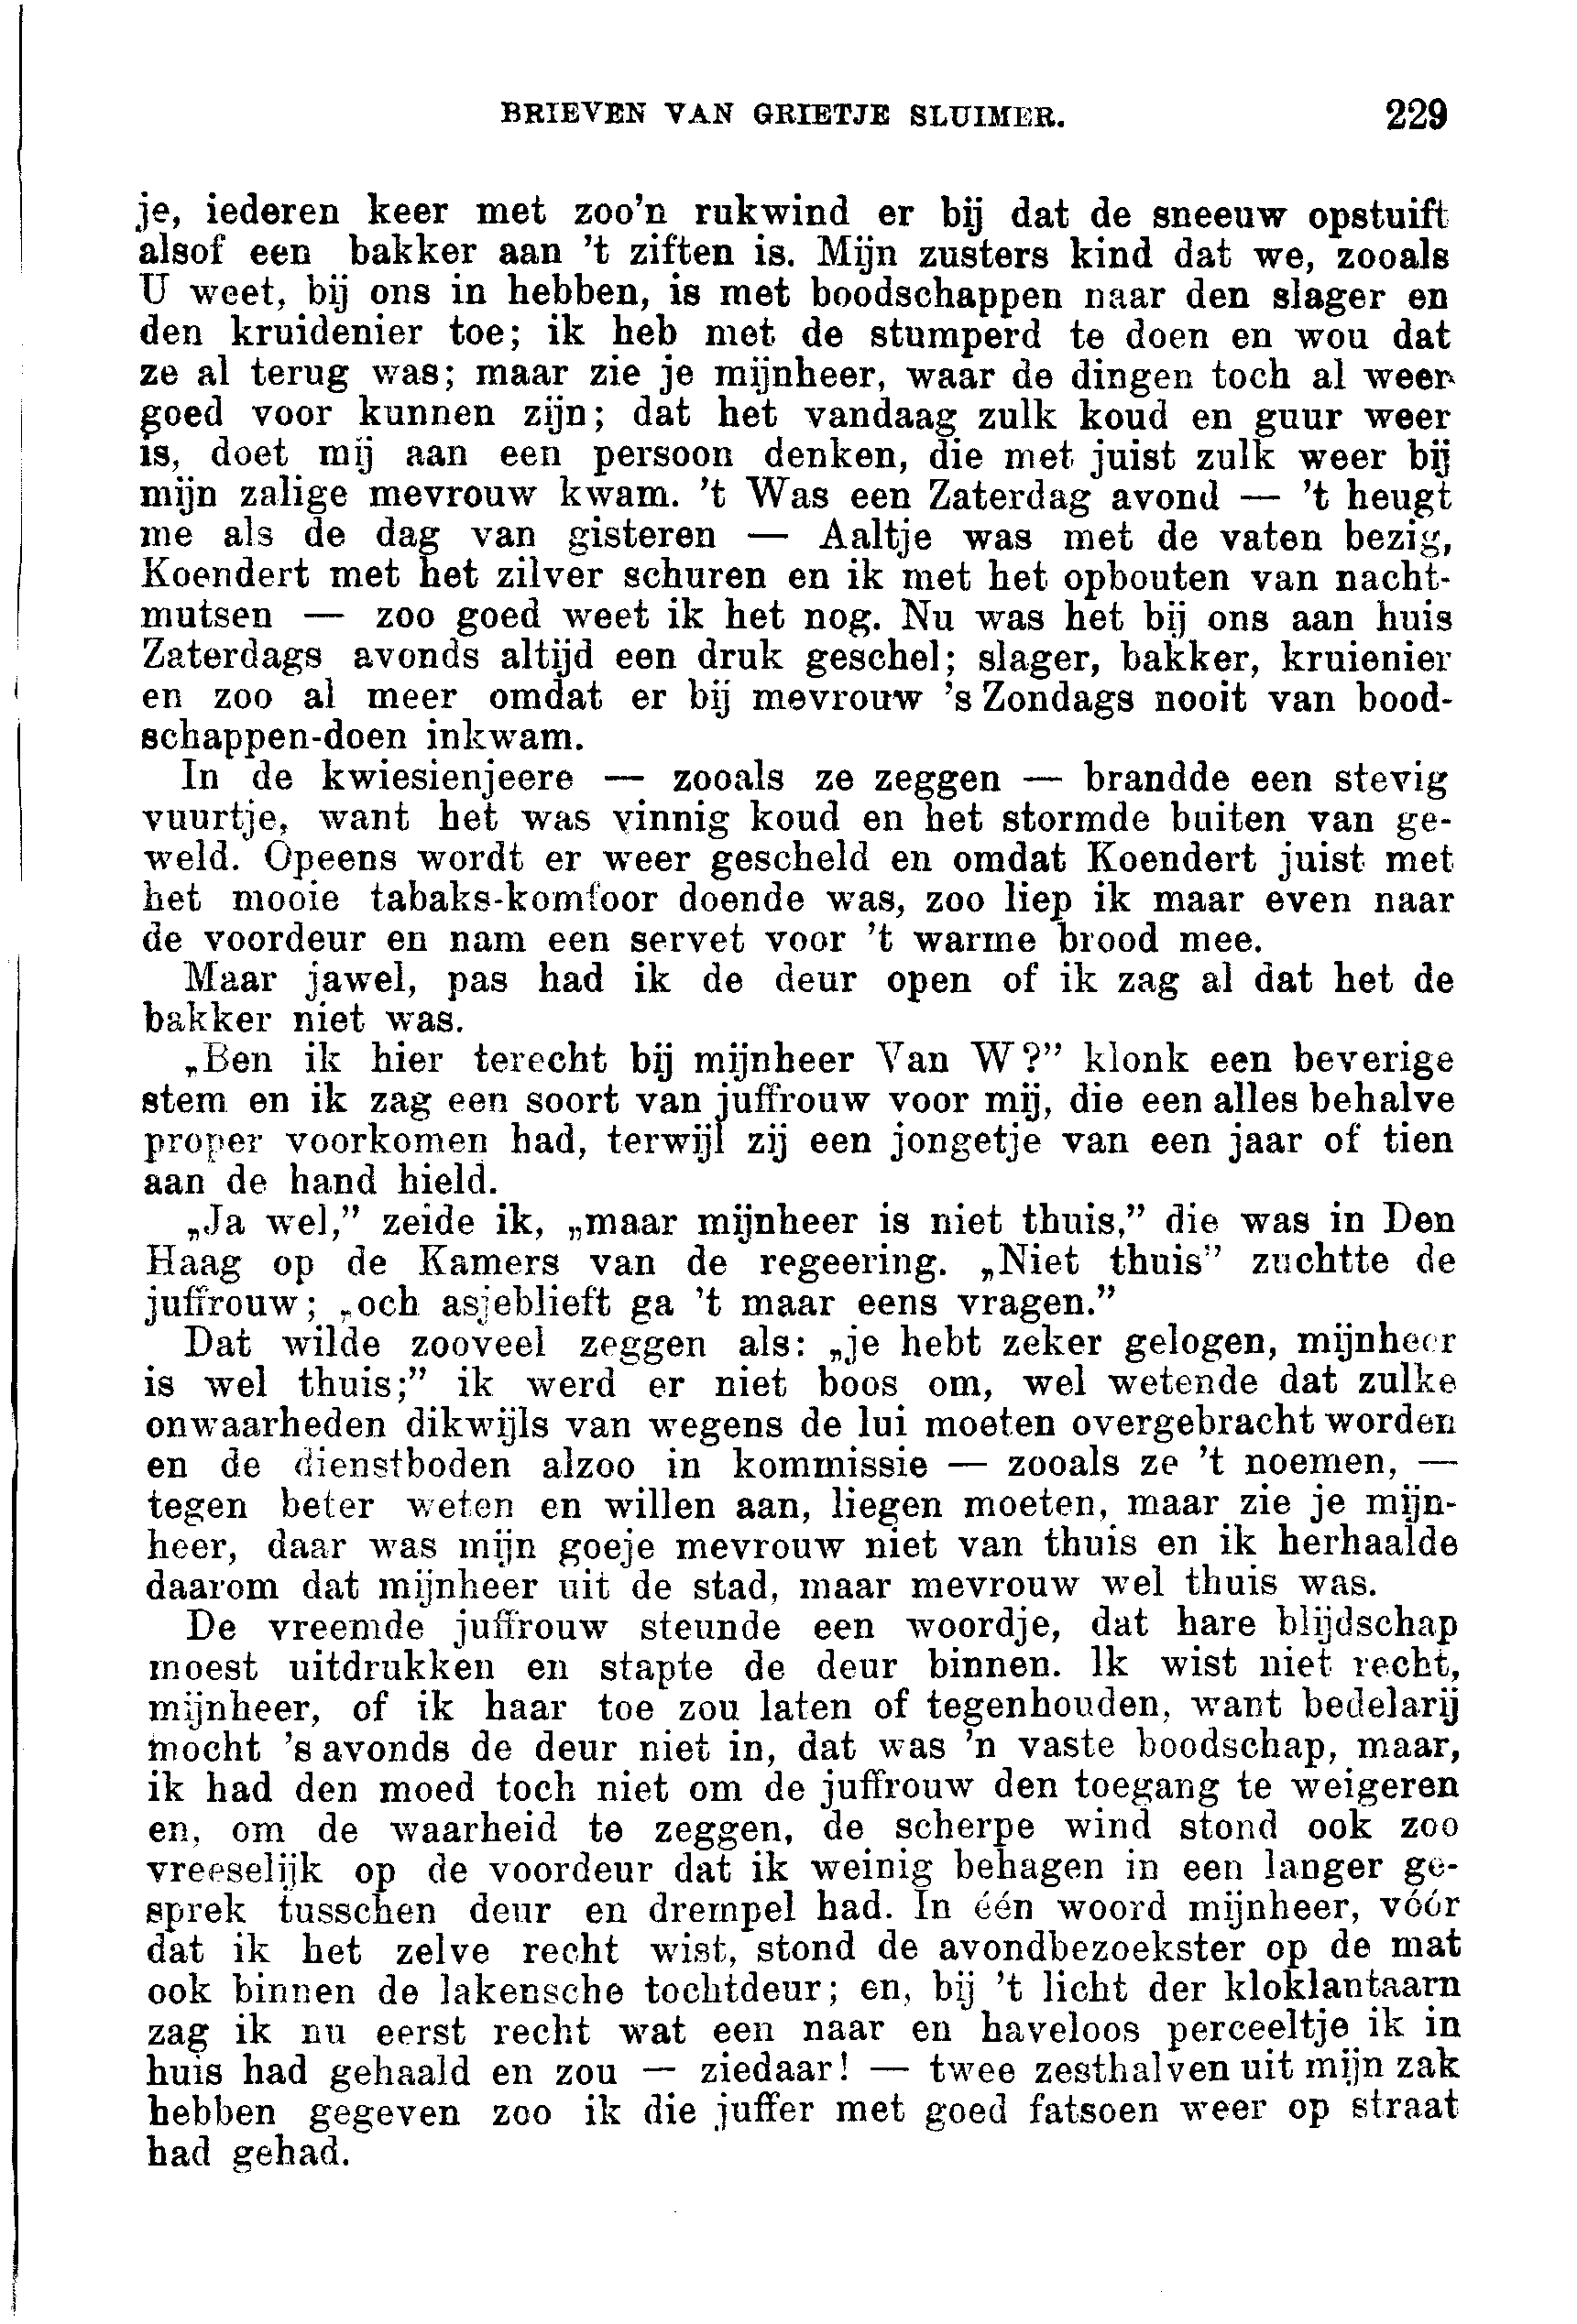 BRIEVEN VAN GRIETJE SLUIMER. 229
je, iederen keer met zoo'n rukwind er bij dat de sneeuw opstuift
alsof een bakker aan 't ziften is. Mijn zusters kind dat we, zooals
U weet, bij ons in hebben, is met boodschappen naar den slager en
den kruidenier toe; ik heb met de stumperd te doen en wou dat
ze al terug was; maar zie je mijnheer, waar de dingen toch al weer
goed voor kunnen zijn; dat het vandaag zulk koud en guur weer
is, doet mij aan een persoon denken, die met juist zulk weer bij
mijn zalige mevrouw kwam. 't Was een Zaterdag avond — 't heugt
me als de dag van gisteren — Aaltje was met de vaten bezig,
Koendert met het zilver schuren en ik met het opbouten van nacht-
mutsen — zoo goed weet ik het nog. Nu was het bij ons aan huis
Zaterdags avonds altijd een druk geschel; slager, bakker, kruienier
en zoo al meer omdat er bij mevrouw 's Zondags nooit van bood-
schappen-doen inkwam.
In de kwiesienjeere — zooals ze zeggen — brandde een stevig
vuurtje, want het was vinnig koud en het stormde buiten van ge-
weld. Opeens wordt er weer gescheld en omdat Koendert juist met
het mooie tabaks-komfoor doende was, zoo liep ik maar even naar
de voordeur en nam een servet voor 't warme brood mee.
Maar jawel, pas had ik de deur open of ik zag al dat het de
bakker niet was.
„Ben ik hier terecht bij mijnheer Van W?” klonk een beverige
stem en ik zag een soort van juffrouw voor mij, die een alles behalve
proper voorkomen had, terwijl zij een jongetje van een jaar of tien
aan de hand hield.
„Ja wel,” zeide ik, „maar mijnheer is niet thuis,” die was in Den
Haag op de Kamers van de regeering. „Niet thuis” zuchtte de
juffrouw; „och asjeblieft ga 't maar eens vragen.”
Dat wilde zooveel zeggen als: „je hebt zeker gelogen, mijnheer
is wel thuis;” ik werd er niet boos om, wel wetende dat zulke
onwaarheden dikwijls van wegens de lui moeten overgebracht worden
en de dienstboden alzoo in kommissie — zooals ze 't noemen, —
tegen beter weten en willen aan, liegen moeten, maar zie je mijn-
heer, daar was mijn goeje mevrouw niet van thuis en ik herhaalde
daarom dat mijnheer uit de stad, maar mevrouw wel thuis was.
De vreemde juffrouw steunde een woordje, dat hare blijdschap
moest uitdrukken en stapte de deur binnen. Ik wist niet recht,
mijnheer, of ik haar toe zou laten of tegenhouden, want bedelarij
mocht 's avonds de deur niet in, dat was 'n vaste boodschap, maar,
ik had den moed toch niet om de juffrouw den toegang te weigeren
en, om de waarheid te zeggen, de scherpe wind stond ook zoo
vreeselijk op de voordeur dat ik weinig behagen in een langer ge-
sprek tusschen deur en drempel had. In één woord mijnheer, vóór
dat ik het zelve recht wist, stond de avondbezoekster op de mat
ook binnen de lakensche tochtdeur; en, bij 't licht der kloklantaarn
zag ik nu eerst recht wat een naar en haveloos perceeltje ik in
huis had gehaald en zou — ziedaar! — twee zesthalven uit mijn zak
hebben gegeven zoo ik die juffer met goed fatsoen weer op straat
had gehad.